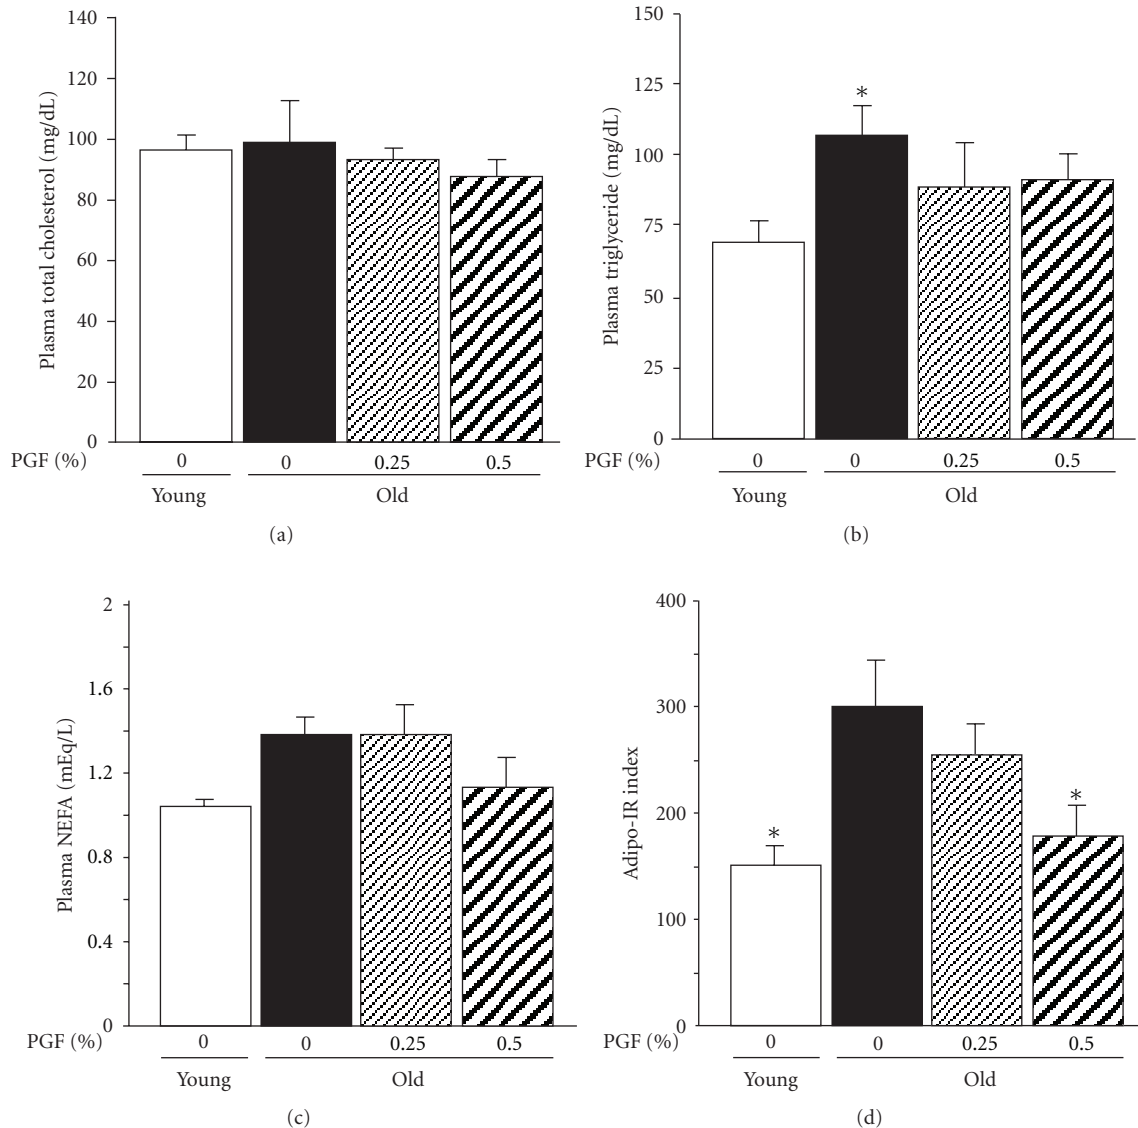 Plasma total cholesterol (mg/dL)
140
120
100
80
60
40
20
0
PGF (%)
0
0
0.25
0.5
Young
Old
(a)
Plasma triglyceride (mg/dL)
150
125
100
75
50
25
0
*
PGF (%)
0
0
0.25
0.5
Young
Old
(b)
Plasma NEFA (mEq/L)
2
1.6
1.2
0.8
0.4
0
PGF (%)
0
0
0.25
0.5
Young
Old
(c)
Adipo-IR index
400
300
200
100
0
*
*
PGF (%)
0
0
0.25
0.5
Young
Old
(d)